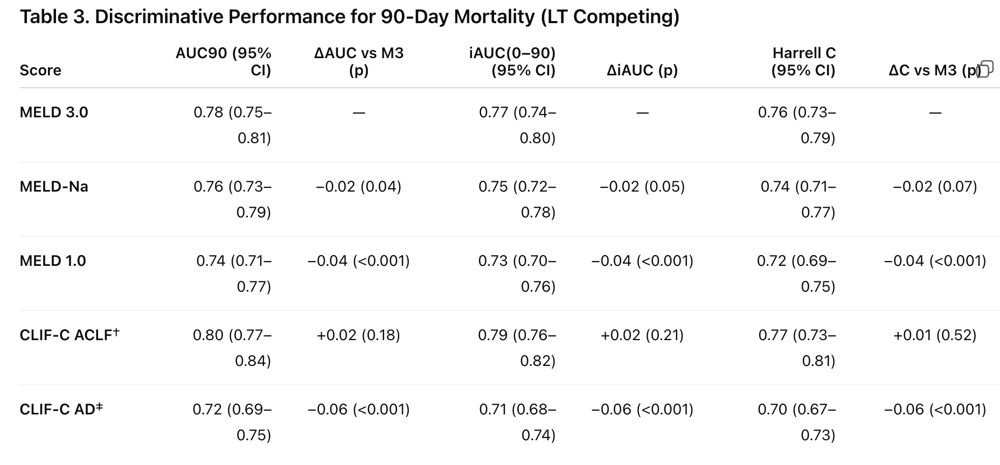 Table 3. Discriminative Performance for 90-Day Mortality (LT Competing)
Score AUC90 (95% CI) ΔAUC vs M3 (p) iAUC(0–90) (95% CI) ΔiAUC (p) Harrell C (95% CI) ΔC vs M3 (p)
MELD 3.0 0.78 (0.75–0.81) — 0.77 (0.74–0.80) — 0.76 (0.73–0.79) —
MELD-Na 0.76 (0.73–0.79) −0.02 (0.04) 0.75 (0.72–0.78) −0.02 (0.05) 0.74 (0.71–0.77) −0.02 (0.07)
MELD 1.0 0.74 (0.71–0.77) −0.04 (<0.001) 0.73 (0.70–0.76) −0.04 (<0.001) 0.72 (0.69–0.75) −0.04 (<0.001)
CLIF-C ACLF† 0.80 (0.77–0.84) +0.02 (0.18) 0.79 (0.76–0.82) +0.02 (0.21) 0.77 (0.73–0.81) +0.01 (0.52)
CLIF-C AD‡ 0.72 (0.69–0.75) −0.06 (<0.001) 0.71 (0.68–0.74) −0.06 (<0.001) 0.70 (0.67–0.73) −0.06 (<0.001)